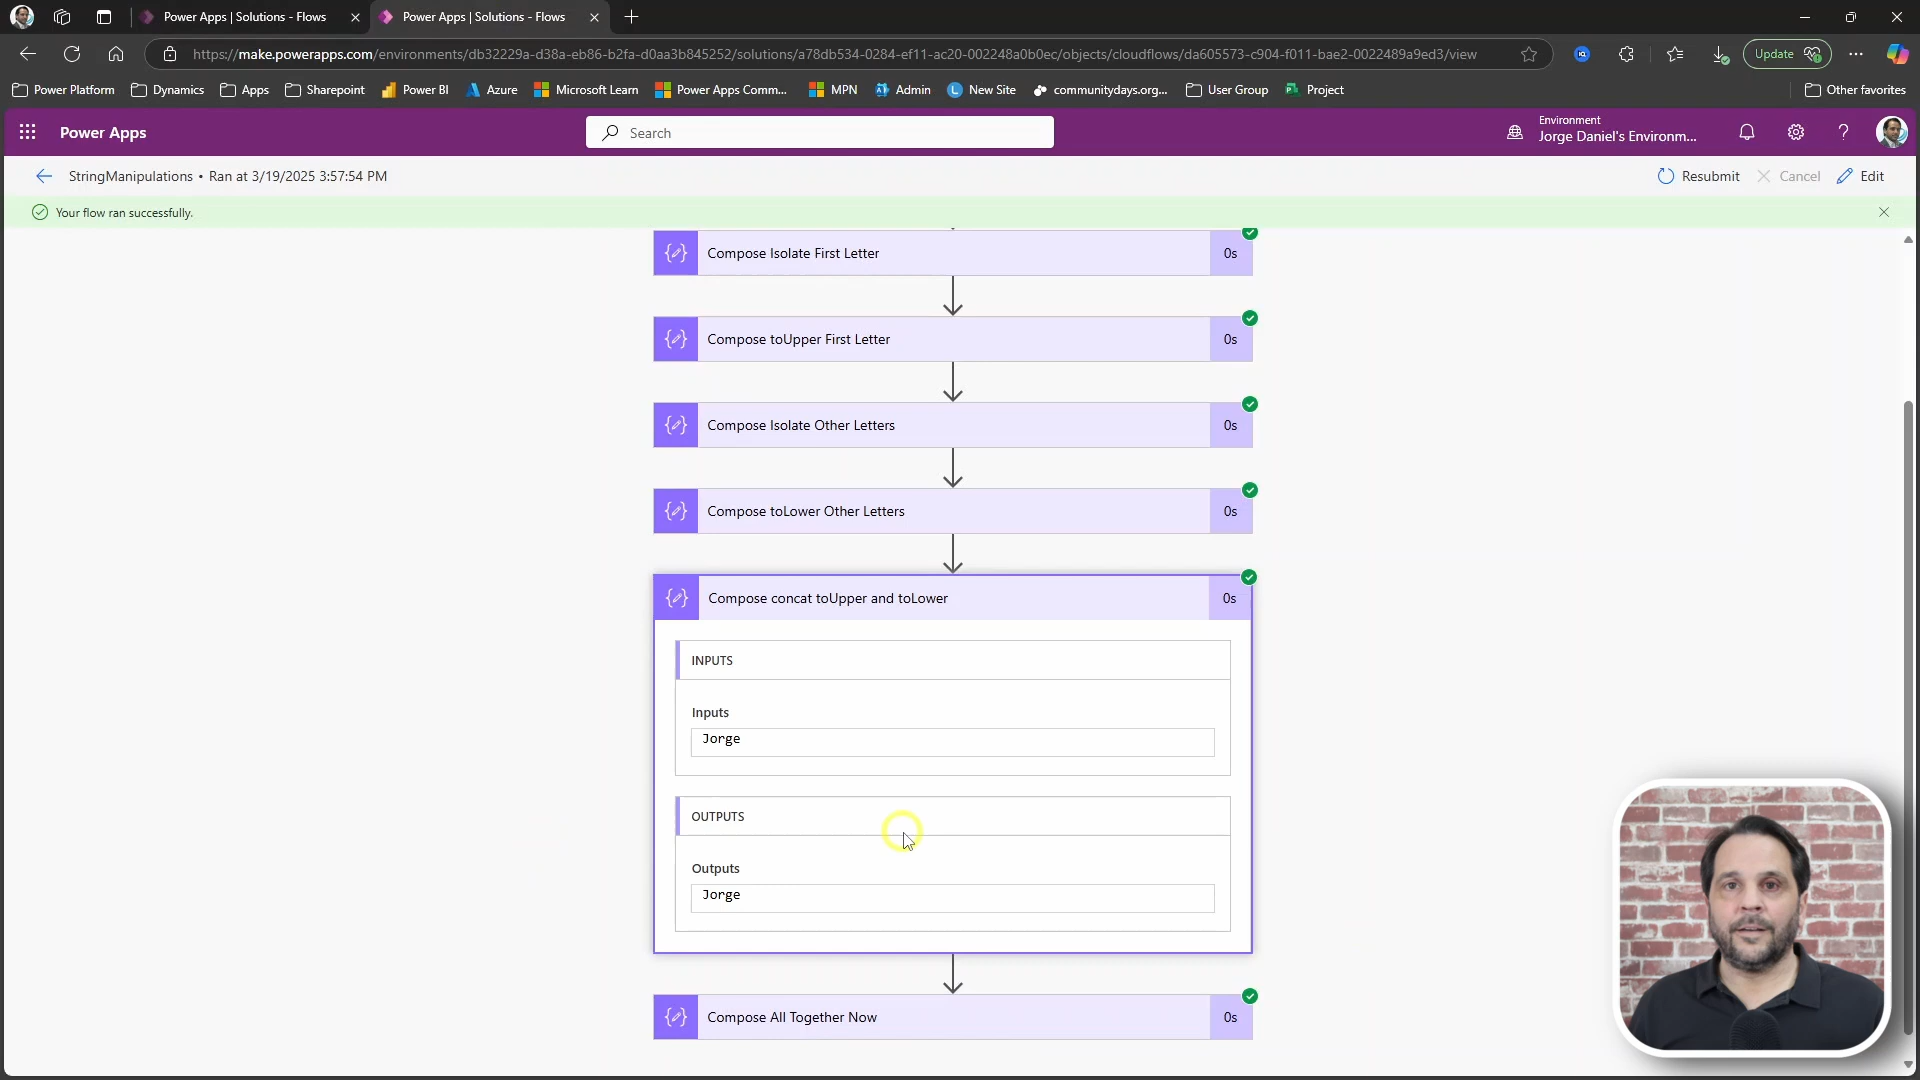 Power Apps | Solutions - Flows
Power Apps | Solutions - Flows
https://make.powerapps.com/environments/db32229a-d38a-eb86-b2fa-d0aa3b845252/solutions/a78db534-0284-ef11-ac20-002248a0b0ec/objects/cloudflows/da605573-c904-f011-bae2-0022489a9ed3/view
Update
Power Platform
Dynamics
Apps
Sharepoint
Power BI
Azure
Microsoft Learn
Power Apps Comm...
MPN
Admin
New Site
communitydays.org...
User Group
Project
Other favorites
Power Apps
Search
Environment
Jorge Daniel's Environm...
StringManipulations • Ran at 3/19/2025 3:57:54 PM
Resubmit
Cancel
Edit
Your flow ran successfully.
Compose Isolate First Letter
0s
Compose toUpper First Letter
0s
Compose Isolate Other Letters
0s
Compose toLower Other Letters
0s
Compose concat toUpper and toLower
0s
INPUTS
Inputs
Jorge
OUTPUTS
Outputs
Jorge
Compose All Together Now
0s